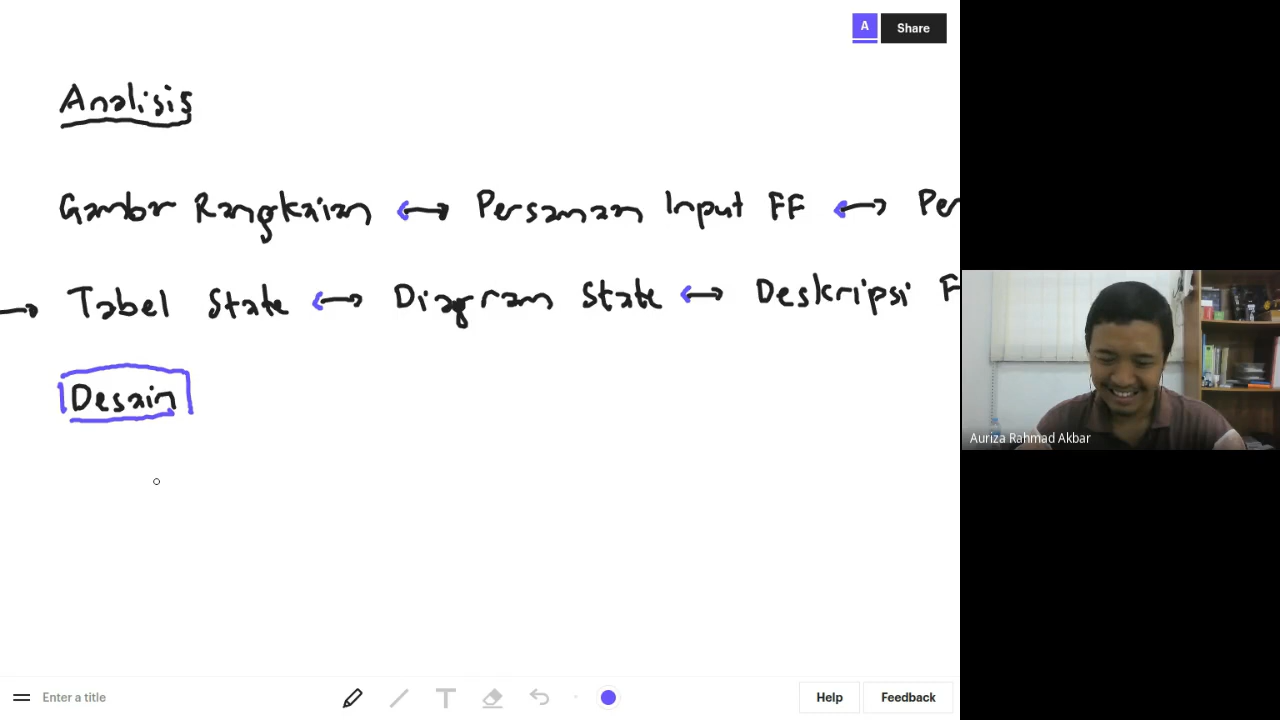 A Share
Analisis
Gambar Rangkaian ↔ Persamaan Input FF ↔ Per
→ Tabel State ↔ Diagram State ↔ Deskripsi F
Desain
Auriza Rahmad Akbar
Enter a title T Help Feedback